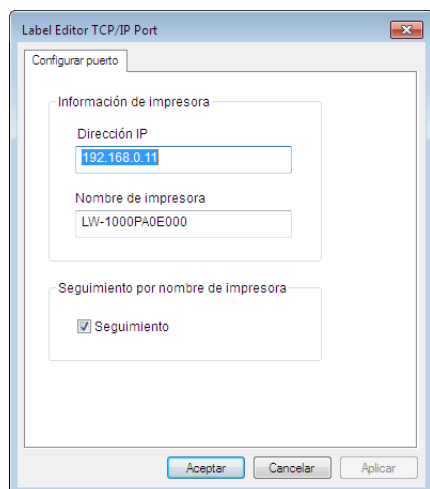 Label Editor TCP/IP Port
Configurar puerto
Información de impresora
Dirección IP
192.168.0.11
Nombre de impresora
LW-1000PA0E000
Seguimiento por nombre de impresora
Seguimiento
Aceptar Cancelar Aplicar